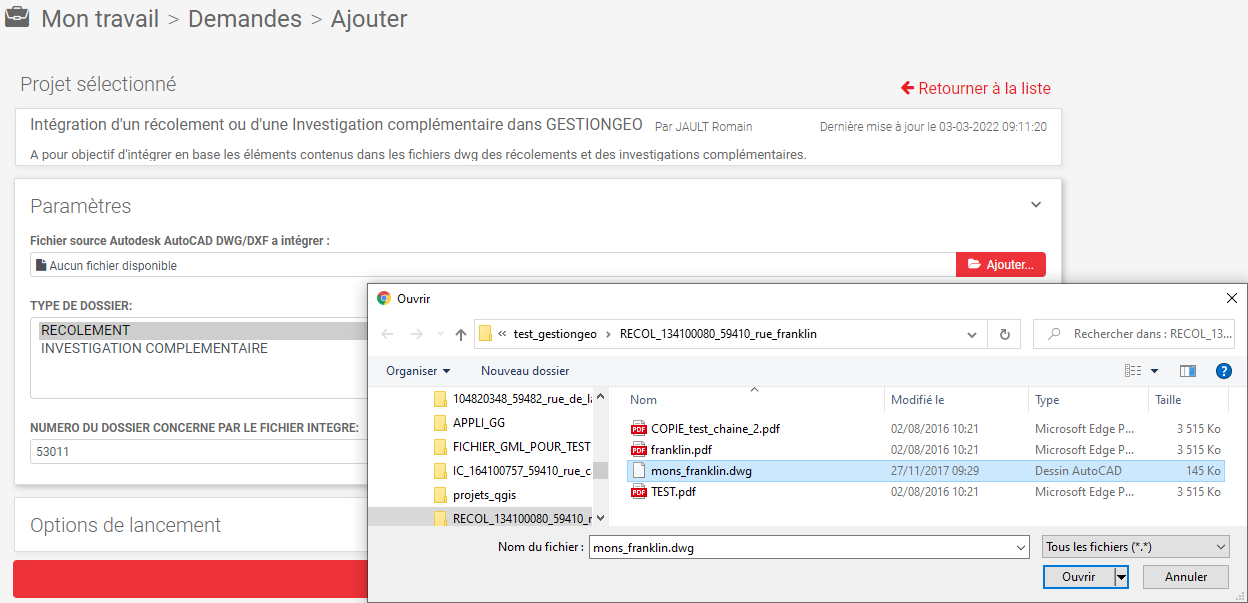 Mon travail > Demandes > Ajouter
Projet sélectionné
Retourner à la liste
Intégration d'un récolement ou d'une Investigation complémentaire dans GESTIONGEO Par JAULT Romain Dernière mise à jour le 03-03-2022 09:11:20
A pour objectif d'intégrer en base les éléments contenus dans les fichiers dwg des récolements et des investigations complémentaires.
Paramètres
Fichier source Autodesk AutoCAD DWG/DXF a intégrer :
Aucun fichier disponible
Ajouter...
TYPE DE DOSSIER:
RECOLEMENT
INVESTIGATION COMPLEMENTAIRE
NUMERO DU DOSSIER CONCERNE PAR LE FICHIER INTEGRE:
53011
Options de lancement
Ouvrir
« test_gestiongeo > RECOL_134100080_59410_rue_franklin
Rechercher dans : RECOL_13...
Organiser Nouveau dossier
104820348_59482_rue_de_la
APPLI_GG
FICHIER_GML_POUR_TEST
IC_164100757_59410_rue_c
projets_qgis
RECOL_134100080_59410_r
Nom Modifié le Type Taille
COPIE_test_chaine_2.pdf 02/08/2016 10:21 Microsoft Edge P... 3 515 Ko
franklin.pdf 02/08/2016 10:21 Microsoft Edge P... 3 515 Ko
mons_franklin.dwg 27/11/2017 09:29 Dessin AutoCAD 145 Ko
TEST.pdf 02/08/2016 10:21 Microsoft Edge P... 3 515 Ko
Nom du fichier : mons_franklin.dwg Tous les fichiers (*.*)
Ouvrir Annuler